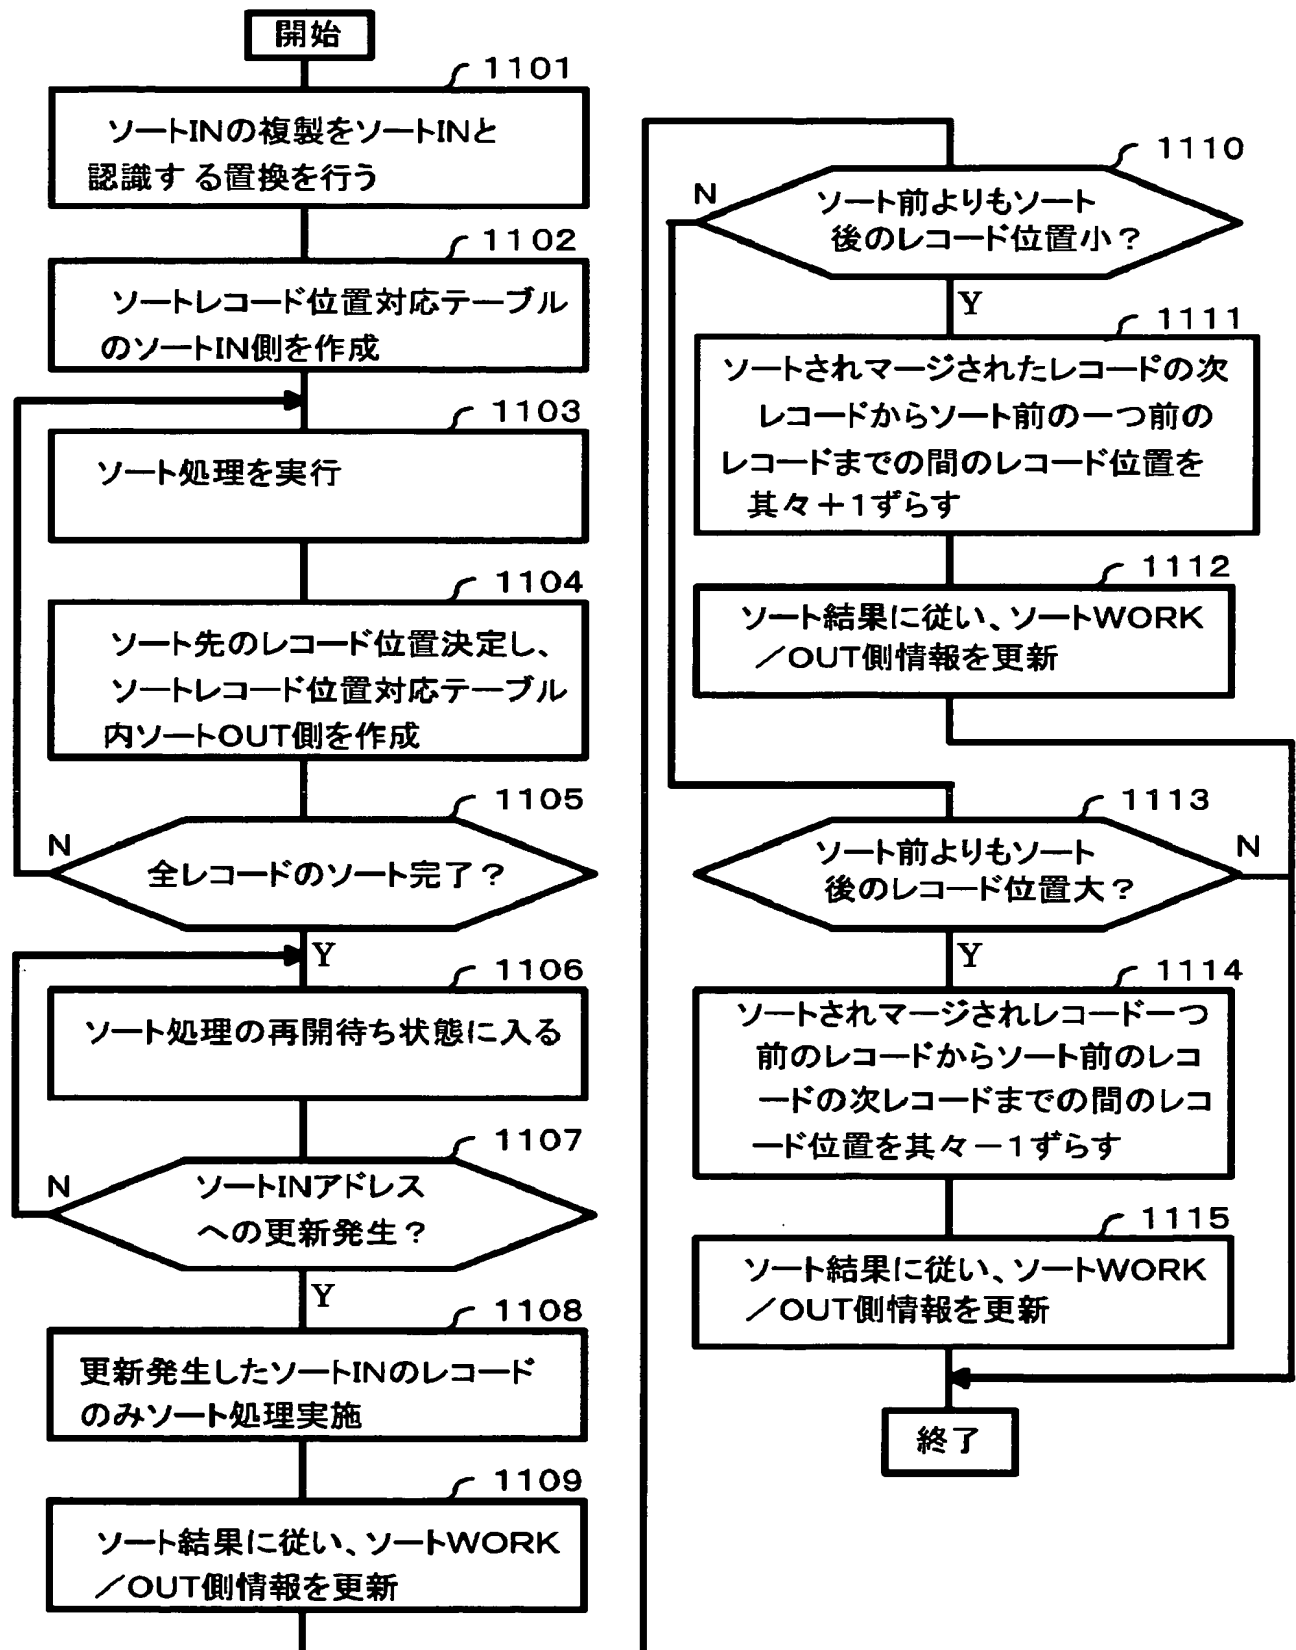 開始
1101
ソートINの複製をソートINと
認識する置換を行う
1102
ソートレコード位置対応テーブル
のソートIN側を作成
1103
ソート処理を実行
1104
ソート先のレコード位置決定し、
ソートレコード位置対応テーブル
内ソートOUT側を作成
1105
N
全レコードのソート完了?
Y
1106
ソート処理の再開待ち状態に入る
1107
N
ソートINアドレス
への更新発生?
Y
1108
更新発生したソートINのレコード
のみソート処理実施
1109
ソート結果に従い、ソートWORK
/OUT側情報を更新
1110
N
ソート前よりもソート
後のレコード位置小?
Y
1111
ソートされマージされたレコードの次
レコードからソート前の一つ前の
レコードまでの間のレコード位置を
其々+1ずらす
1112
ソート結果に従い、ソートWORK
/OUT側情報を更新
1113
N
ソート前よりもソート
後のレコード位置大?
Y
1114
ソートされマージされレコード一つ
前のレコードからソート前のレコ
ードの次レコードまでの間のレコ
ード位置を其々-1ずらす
1115
ソート結果に従い、ソートWORK
/OUT側情報を更新
終了